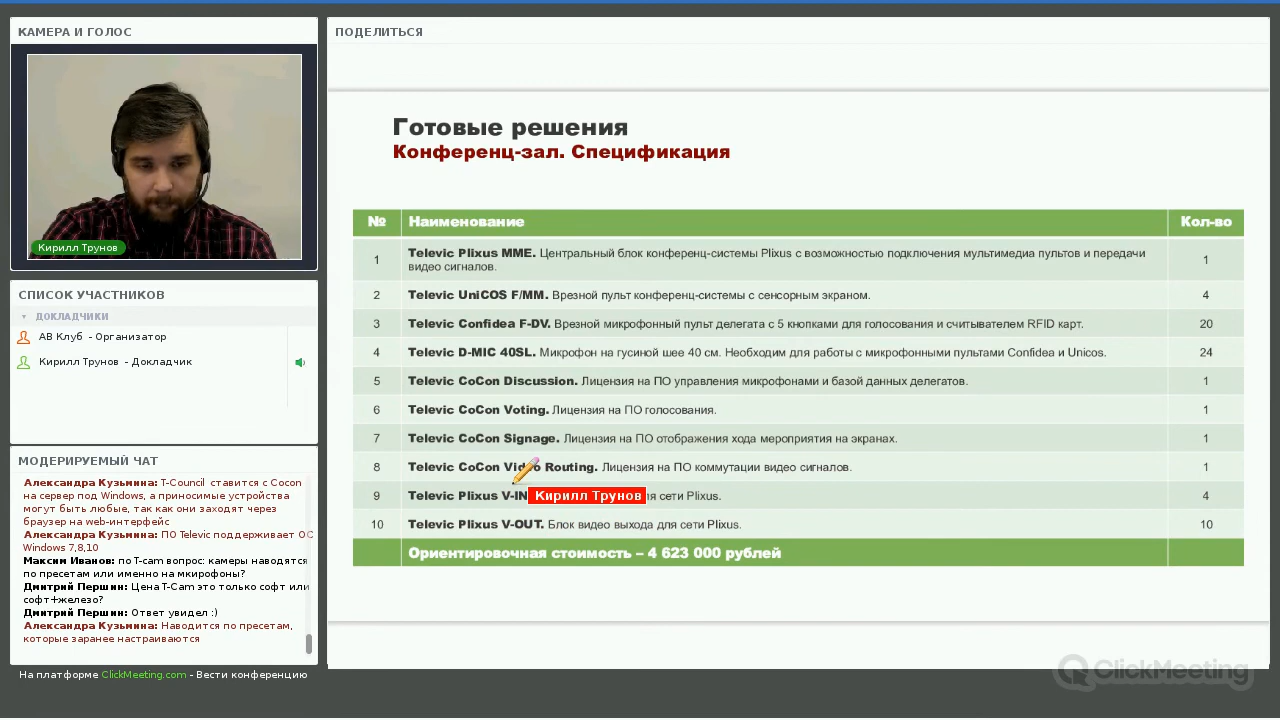 КАМЕРА И ГОЛОС
Кирилл Трунов
СПИСОК УЧАСТНИКОВ
ДОКЛАДЧИКИ
АВ Клуб - Организатор
Кирилл Трунов - Докладчик
МОДЕРИРУЕМЫЙ ЧАТ
Александра Кузьмина: T-Council ставится с Cocon
на сервер под Windows, а приносимые устройства
могут быть любые, так как они заходят через
браузер на web-интерфейс
Александра Кузьмина: ПО Televic поддерживает ОС
Windows 7,8,10
Максим Иванов: по T-cam вопрос: камеры наводятся
по пресетам или именно на мкирофоны?
Дмитрий Першин: Цена T-Cam это только софт или
софт+железо?
Дмитрий Першин: Ответ увидел :)
Александра Кузьмина: Наводится по пресетам,
которые заранее настраиваются
На платформе ClickMeeting.com - Вести конференцию
ПОДЕЛИТЬСЯ
Готовые решения
Конференц-зал. Спецификация
№ Наименование Кол-во
1 Televic Plixus MME. Центральный блок конференц-системы Plixus с возможностью подключения мультимедиа пультов и передачи 1
видео сигналов.
2 Televic UniCOS F/MM. Врезной пульт конференц-системы с сенсорным экраном. 4
3 Televic Confidea F-DV. Врезной микрофонный пульт делегата с 5 кнопками для голосования и считывателем RFID карт. 20
4 Televic D-MIC 40SL. Микрофон на гусиной шее 40 см. Необходим для работы с микрофонными пультами Confidea и Unicos. 24
5 Televic CoCon Discussion. Лицензия на ПО управления микрофонами и базой данных делегатов. 1
6 Televic CoCon Voting. Лицензия на ПО голосования. 1
7 Televic CoCon Signage. Лицензия на ПО отображения хода мероприятия на экранах. 1
8 Televic CoCon Video Routing. Лицензия на ПО коммутации видео сигналов. 1
9 Televic Plixus V-IN Кирилл Трунов сети Plixus. 4
10 Televic Plixus V-OUT. Блок видео выхода для сети Plixus. 10
Ориентировочная стоимость – 4 623 000 рублей
ClickMeeting